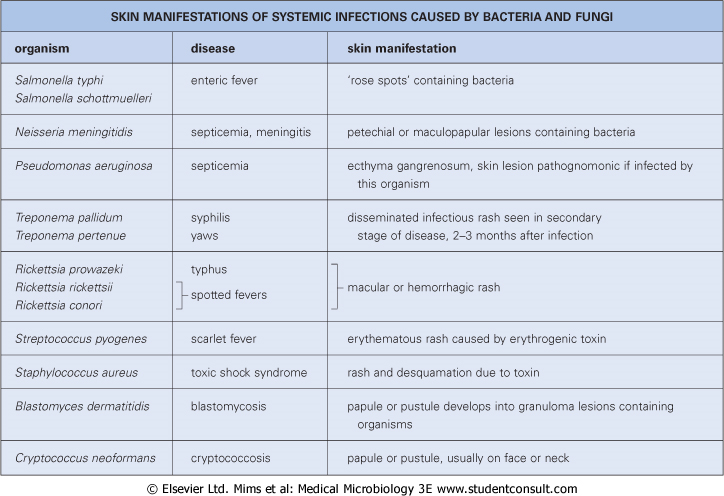 SKIN MANIFESTATIONS OF SYSTEMIC INFECTIONS CAUSED BY BACTERIA AND FUNGI
organism disease skin manifestation
Salmonella typhi enteric fever ‘rose spots’ containing bacteria
Salmonella schottmuelleri
Neisseria meningitidis septicemia, meningitis petechial or maculopapular lesions containing bacteria
Pseudomonas aeruginosa septicemia ecthyma gangrenosum, skin lesion pathognomonic if infected by
this organism
Treponema pallidum syphilis disseminated infectious rash seen in secondary
Treponema pertenue yaws stage of disease, 2–3 months after infection
Rickettsia prowazeki typhus
Rickettsia rickettsii
spotted fevers macular or hemorrhagic rash
Rickettsia conori
Streptococcus pyogenes scarlet fever erythematous rash caused by erythrogenic toxin
Staphylococcus aureus toxic shock syndrome rash and desquamation due to toxin
Blastomyces dermatitidis blastomycosis papule or pustule develops into granuloma lesions containing
organisms
Cryptococcus neoformans cryptococcosis papule or pustule, usually on face or neck
© Elsevier Ltd. Mims et al: Medical Microbiology 3E www.studentconsult.com